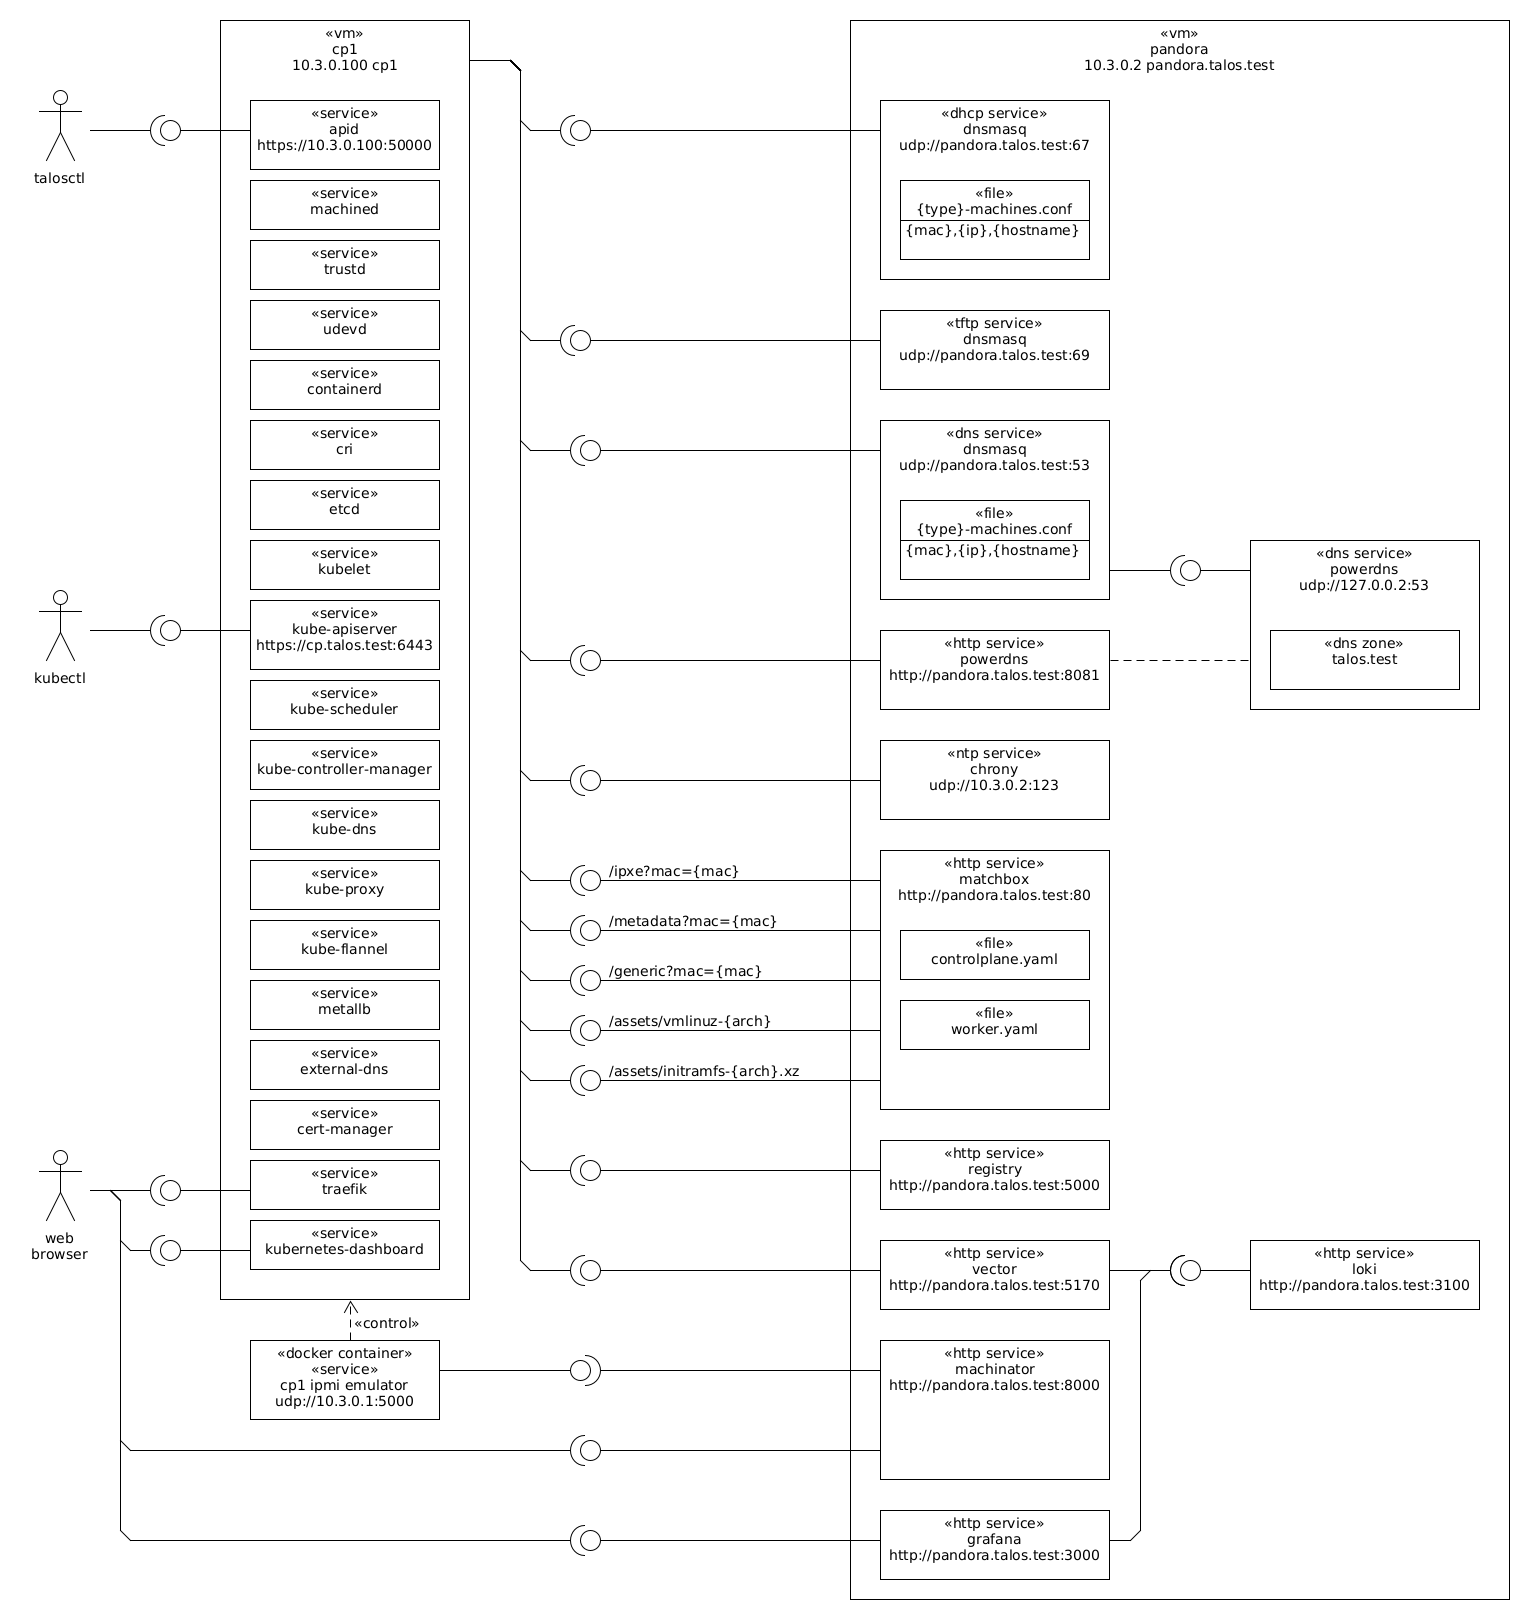 «vm»
cp1
10.3.0.100 cp1
«service»
apid
https://10.3.0.100:50000
«service»
machined
«service»
trustd
«service»
udevd
«service»
containerd
«service»
cri
«service»
etcd
«service»
kubelet
«service»
kube-apiserver
https://cp.talos.test:6443
«service»
kube-scheduler
«service»
kube-controller-manager
«service»
kube-dns
«service»
kube-proxy
«service»
kube-flannel
«service»
metallb
«service»
external-dns
«service»
cert-manager
«service»
traefik
«service»
kubernetes-dashboard
«control»
«docker container»
«service»
cp1 ipmi emulator
udp://10.3.0.1:5000
talosctl
kubectl
web
browser
/ipxe?mac={mac}
/metadata?mac={mac}
/generic?mac={mac}
/assets/vmlinuz-{arch}
/assets/initramfs-{arch}.xz
«vm»
pandora
10.3.0.2 pandora.talos.test
«dhcp service»
dnsmasq
udp://pandora.talos.test:67
«file»
{type}-machines.conf
{mac},{ip},{hostname}
«tftp service»
dnsmasq
udp://pandora.talos.test:69
«dns service»
dnsmasq
udp://pandora.talos.test:53
«file»
{type}-machines.conf
{mac},{ip},{hostname}
«dns service»
powerdns
udp://127.0.0.2:53
«dns zone»
talos.test
«http service»
powerdns
http://pandora.talos.test:8081
«ntp service»
chrony
udp://10.3.0.2:123
«http service»
matchbox
http://pandora.talos.test:80
«file»
controlplane.yaml
«file»
worker.yaml
«http service»
registry
http://pandora.talos.test:5000
«http service»
vector
http://pandora.talos.test:5170
«http service»
loki
http://pandora.talos.test:3100
«http service»
machinator
http://pandora.talos.test:8000
«http service»
grafana
http://pandora.talos.test:3000